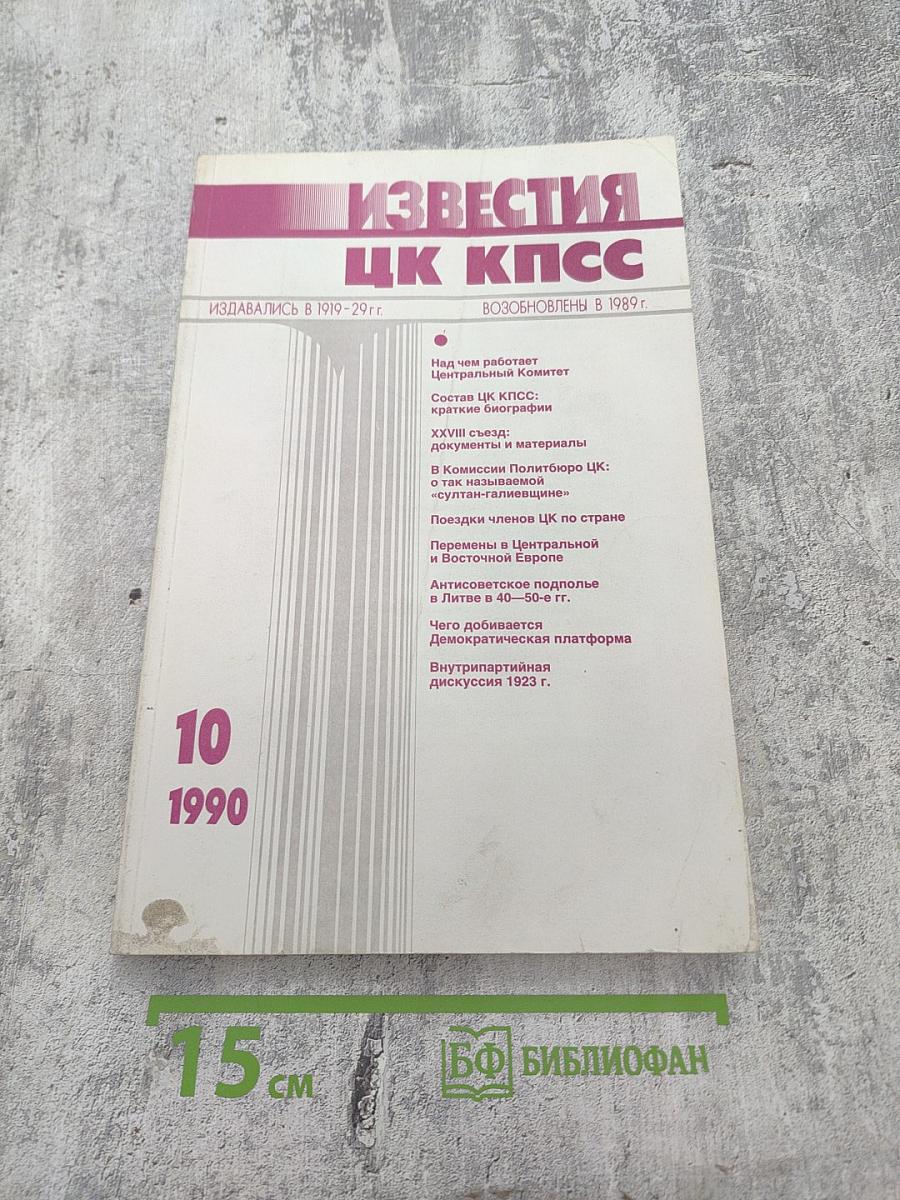 ИЗВЕСТИЯ
ЦК КПСС
ИЗДАВАЛИСЬ В 1919-29 г г. ВОЗОБНОВЛЕНЫ В 1989 г.
Над чем работает
Центральный Комитет
Состав ЦК КПСС:
краткие биографии
XXVIII съезд:
документы и материалы
В Комиссии Политбюро ЦК:
о так называемой
«султан-галиевщине»
Поездки членов ЦК по стране
Перемены в Центральной
и Восточной Европе
Антисоветское подполье
в Литве в 40—50-е гг.
Чего добивается
Демократическая платформа
Внутрипартийная
дискуссия 1923 г.
10
1990
15 см
БФ БИБЛИОФАН